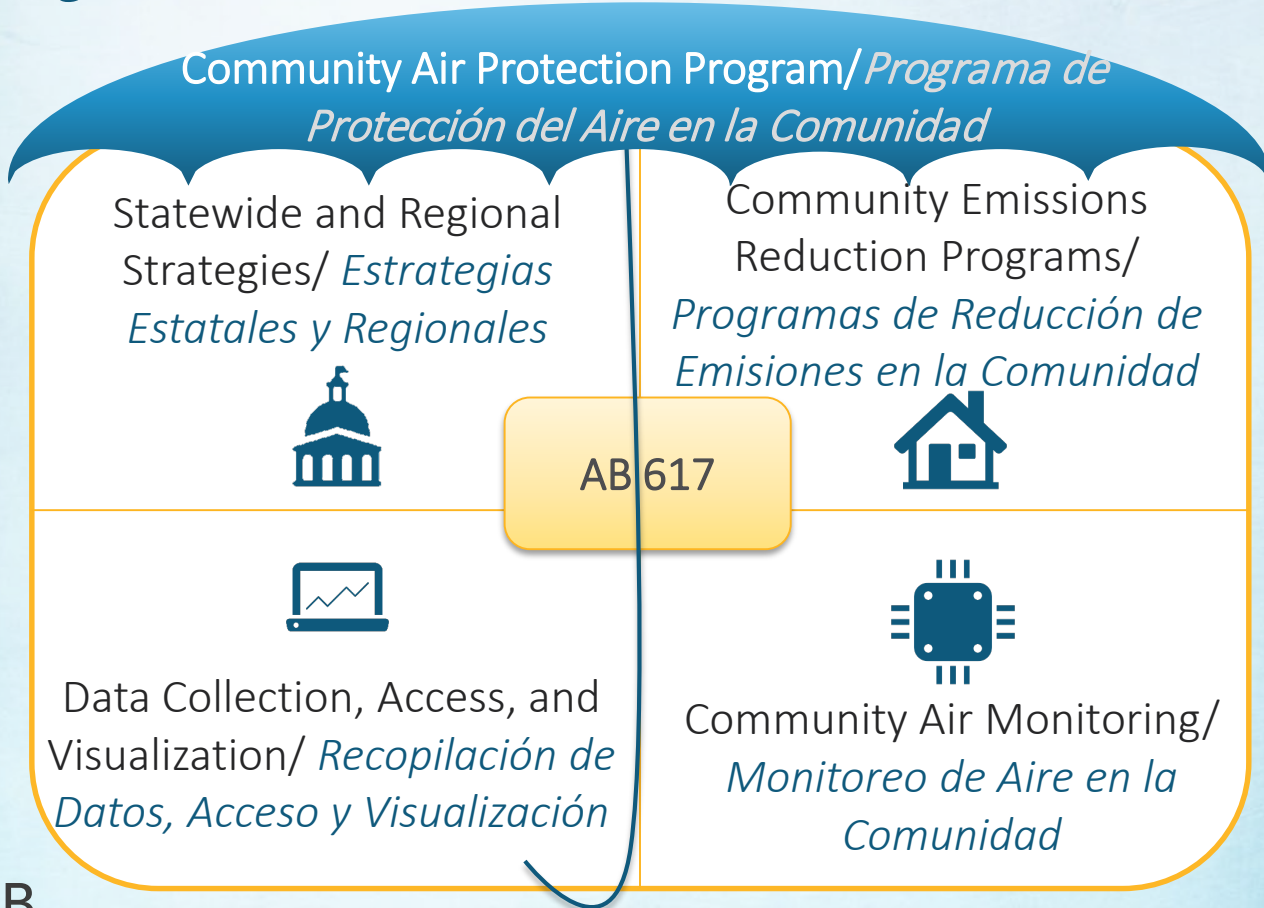 Community Air Protection Program/Programa de
Protección del Aire en la Comunidad
Statewide and Regional
Strategies/ Estrategias
Estatales y Regionales
Community Emissions
Reduction Programs/
Programas de Reducción de
Emisiones en la Comunidad
AB 617
Data Collection, Access, and
Visualization/ Recopilación de
Datos, Acceso y Visualización
Community Air Monitoring/
Monitoreo de Aire en la
Comunidad